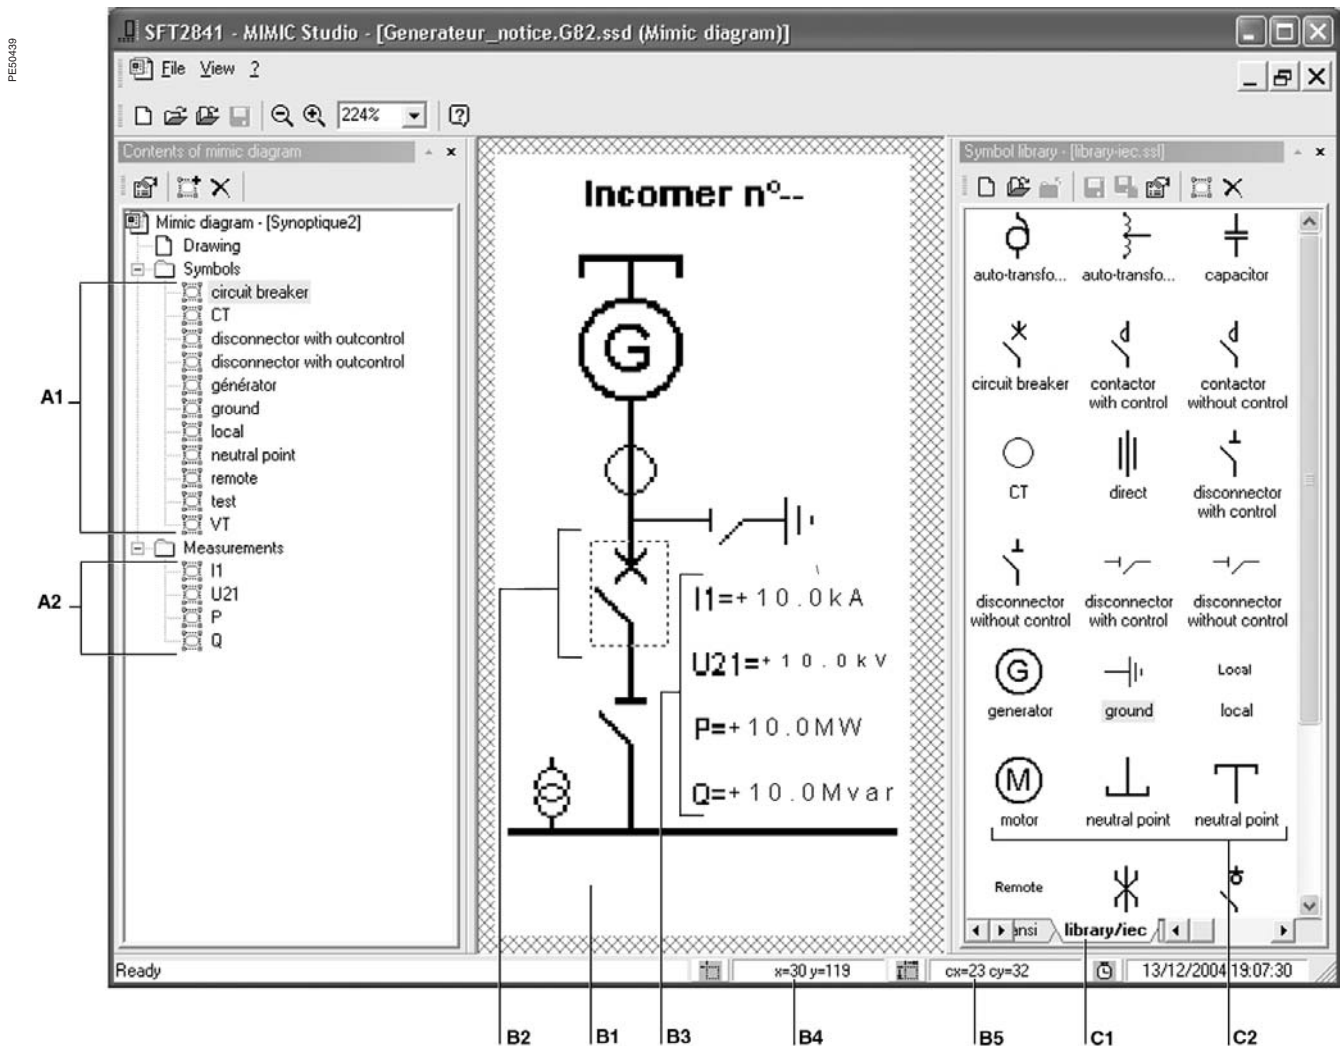 PE50439
SFT2841 - MIMIC Studio - [Generateur_notice.G82.ssd (Mimic diagram)]
File View ?
224%
Contents of mimic diagram
Mimic diagram - [Synoptique2]
Drawing
Symbols
circuit breaker
CT
disconnector with outcontrol
disconnector with outcontrol
générator
ground
local
neutral point
remote
test
VT
Measurements
I1
U21
P
Q
A1
A2
Incomer n°--
G
I1=+10.0kA
U21=+10.0kV
P=+10.0MW
Q=+10.0Mvar
Symbol library - [library-iec.ssl]
auto-transfo... auto-transfo... capacitor
circuit breaker contactor with control contactor without control
CT direct disconnector with control
disconnector without control disconnector with control disconnector without control
G Local
generator ground local
M
motor neutral point neutral point
Remote
ansi library/iec
Ready x=30 y=119 cx=23 cy=32 13/12/2004 19:07:30
B2 B1 B3 B4 B5 C1 C2